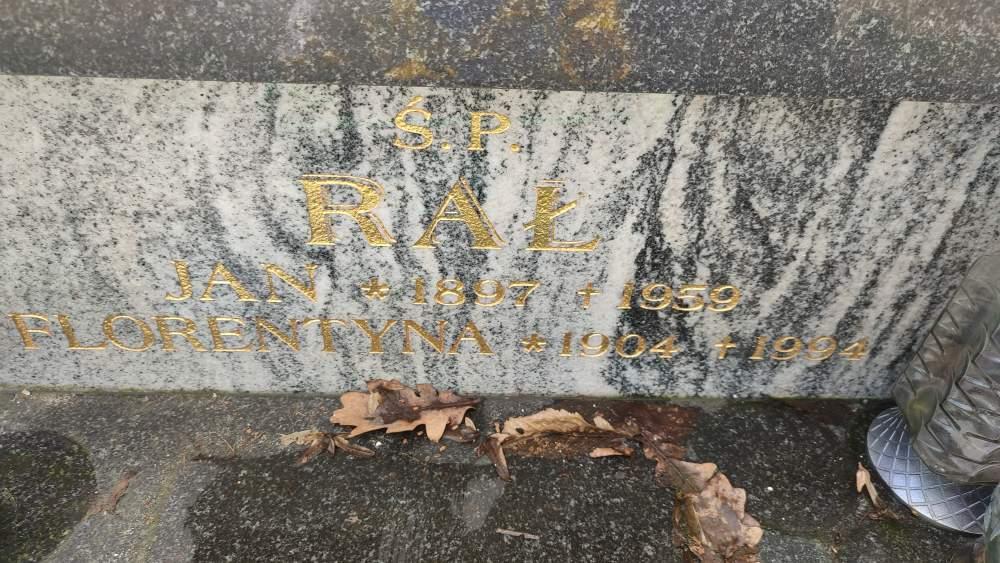 Ś.P.
RAŁ
JAN * 1897 + 1959
FLORENTYNA * 1904 + 1994